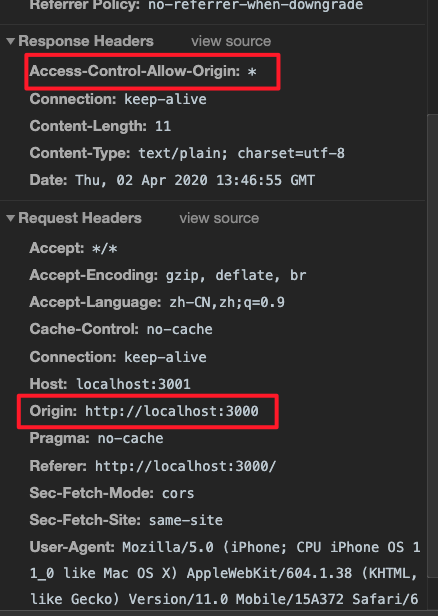 Referrer Policy: no-referrer-when-downgrade
Response Headers view source
Access-Control-Allow-Origin: *
Connection: keep-alive
Content-Length: 11
Content-Type: text/plain; charset=utf-8
Date: Thu, 02 Apr 2020 13:46:55 GMT
Request Headers view source
Accept: */*
Accept-Encoding: gzip, deflate, br
Accept-Language: zh-CN,zh;q=0.9
Cache-Control: no-cache
Connection: keep-alive
Host: localhost:3001
Origin: http://localhost:3000
Pragma: no-cache
Referer: http://localhost:3000/
Sec-Fetch-Mode: cors
Sec-Fetch-Site: same-site
User-Agent: Mozilla/5.0 (iPhone; CPU iPhone OS 1
1_0 like Mac OS X) AppleWebKit/604.1.38 (KHTML,
like Gecko) Version/11.0 Mobile/15A372 Safari/6